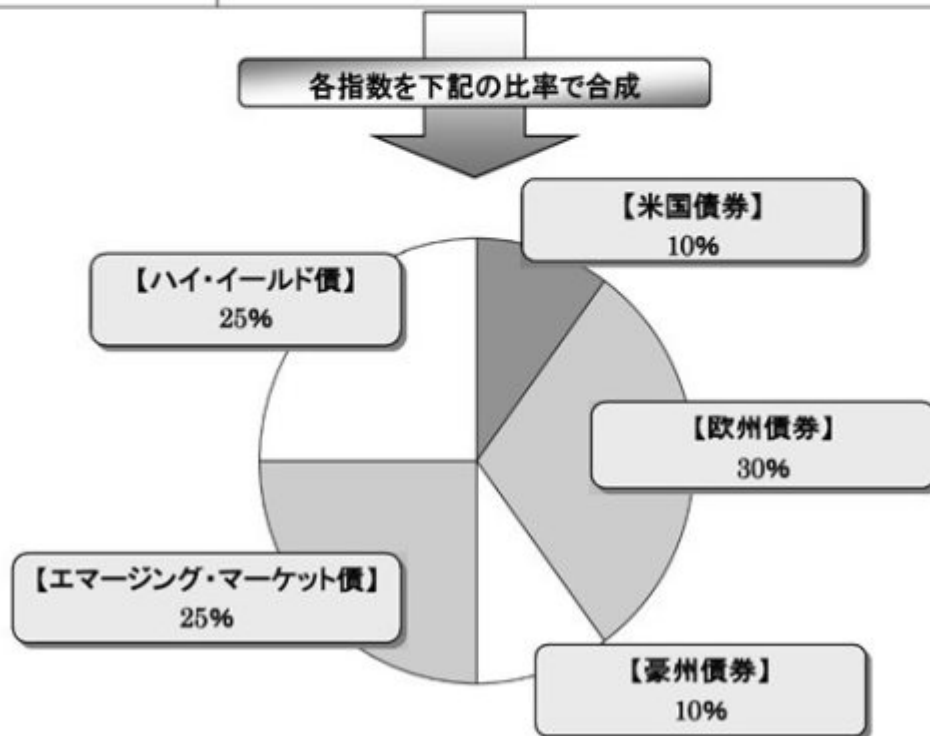 各指数を下記の比率で合成
【米国債券】
10%
【ハイ・イールド債】
25%
【欧州債券】
30%
【エマージング・マーケット債】
25%
【豪州債券】
10%